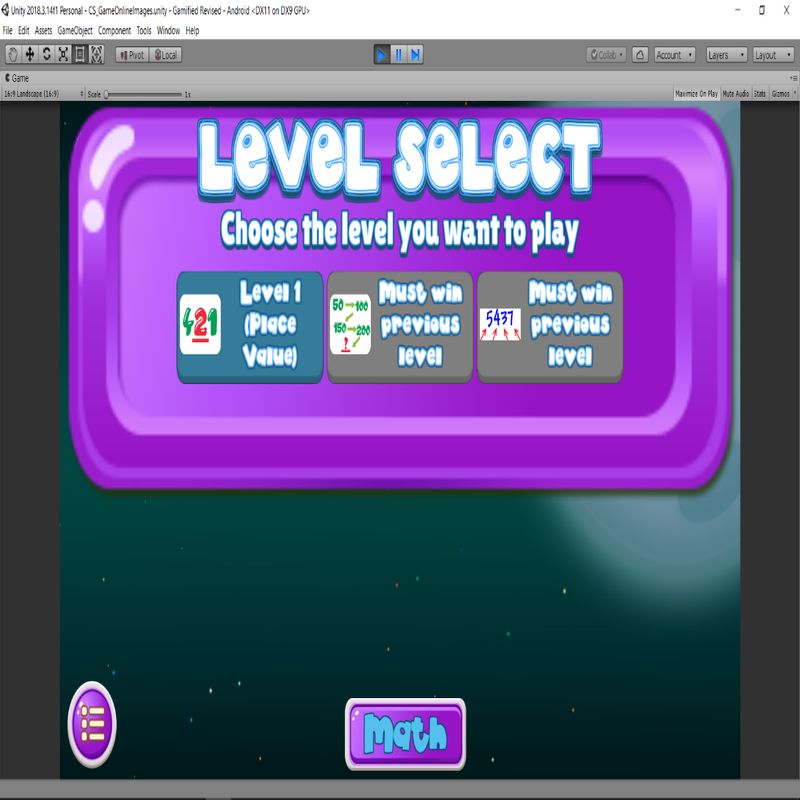 Unity 2018.3.14f1 Personal - CS_GameOnlineImages.unity - Gamified Revised - Android <DX11 on DX9 GPU>
File Edit Assets GameObject Component Tools Window Help
Pivot Local Collab Account Layers Layout
Game
16:9 Landscape (16:9) Scale 1x Maximize On Play Mute Audio Stats Gizmos
Level Select
Choose the level you want to play
421
Level 1
(Place
Value)
50 → 100
150 → 200
?
Must win
previous
level
5437
Must win
previous
level
Math